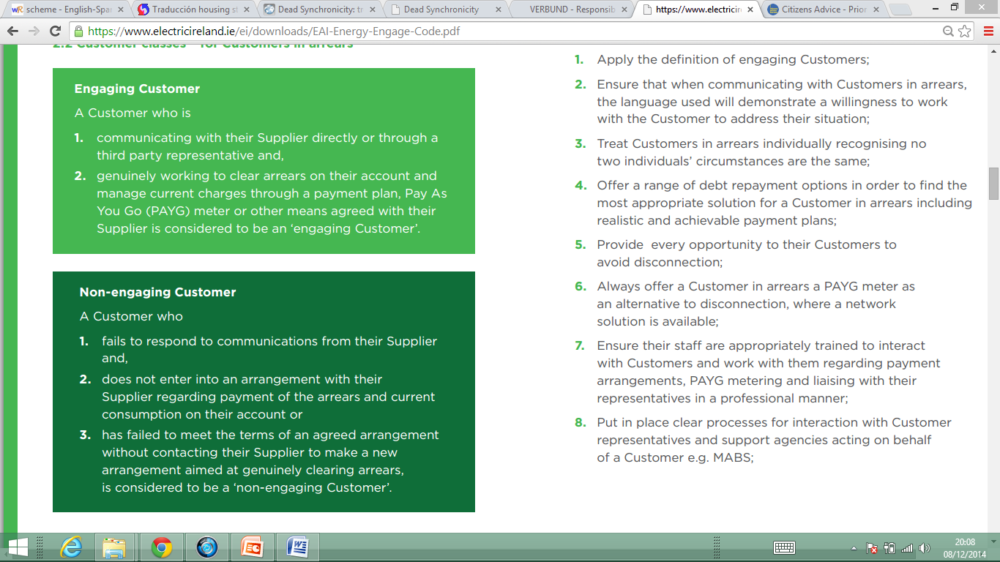 scheme - English-Spa
Traducción housing st
Dead Synchronicity: tr
Dead Synchronicity
VERBUND - Responsib
https://www.electricir
Citizens Advice - Prior
https://www.electricireland.ie/ei/downloads/EAI-Energy-Engage-Code.pdf
2.2 Customer classes for Customers in arrears
Engaging Customer
A Customer who is
1. communicating with their Supplier directly or through a
third party representative and,
2. genuinely working to clear arrears on their account and
manage current charges through a payment plan, Pay As
You Go (PAYG) meter or other means agreed with their
Supplier is considered to be an ‘engaging Customer’.
Non-engaging Customer
A Customer who
1. fails to respond to communications from their Supplier
and,
2. does not enter into an arrangement with their
Supplier regarding payment of the arrears and current
consumption on their account or
3. has failed to meet the terms of an agreed arrangement
without contacting their Supplier to make a new
arrangement aimed at genuinely clearing arrears,
is considered to be a ‘non-engaging Customer’.
1. Apply the definition of engaging Customers;
2. Ensure that when communicating with Customers in arrears,
the language used will demonstrate a willingness to work
with the Customer to address their situation;
3. Treat Customers in arrears individually recognising no
two individuals’ circumstances are the same;
4. Offer a range of debt repayment options in order to find the
most appropriate solution for a Customer in arrears including
realistic and achievable payment plans;
5. Provide every opportunity to their Customers to
avoid disconnection;
6. Always offer a Customer in arrears a PAYG meter as
an alternative to disconnection, where a network
solution is available;
7. Ensure their staff are appropriately trained to interact
with Customers and work with them regarding payment
arrangements, PAYG metering and liaising with their
representatives in a professional manner;
8. Put in place clear processes for interaction with Customer
representatives and support agencies acting on behalf
of a Customer e.g. MABS;
20:08
08/12/2014